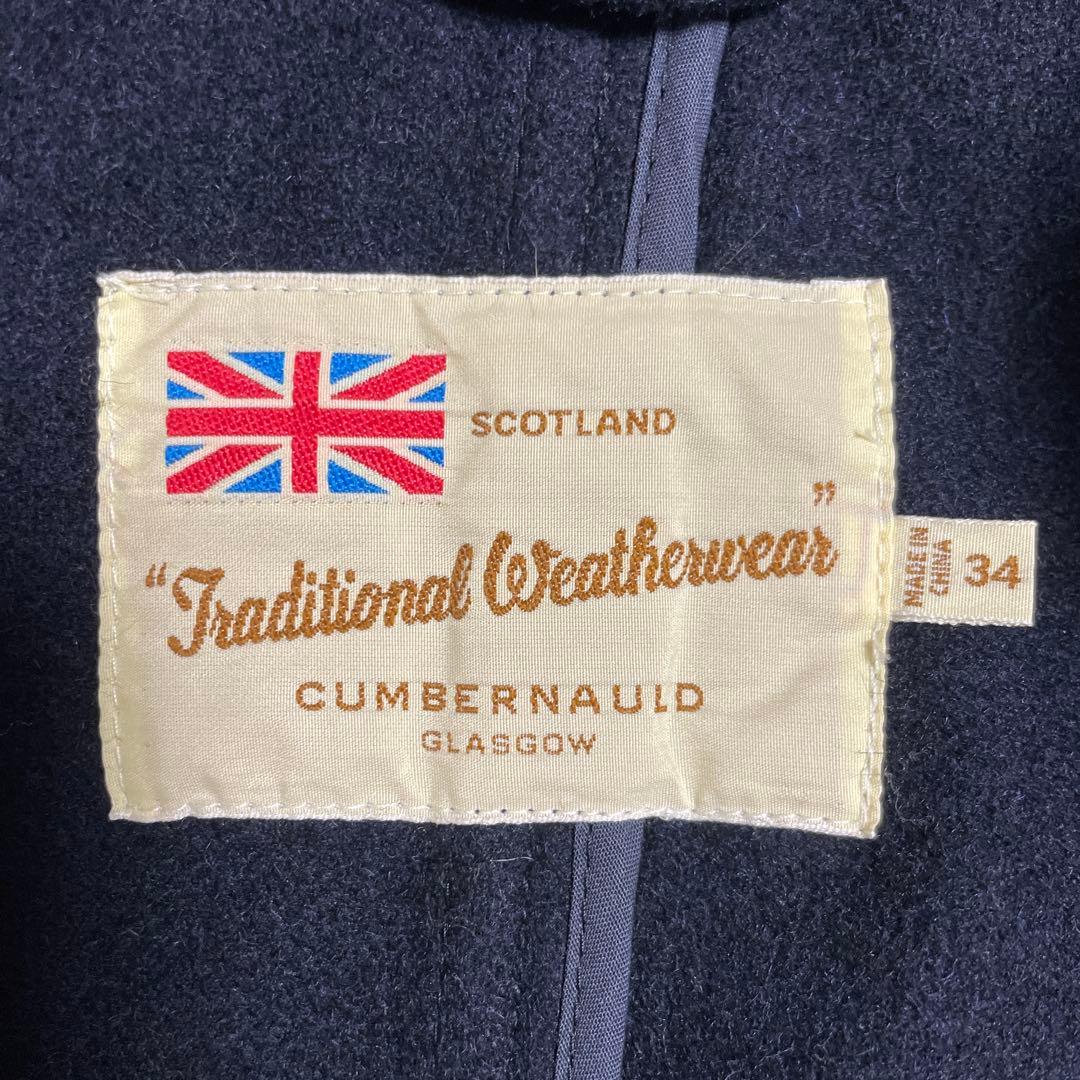 SCOTLAND
"Traditional Weatherwear"
CUMBERNAULD
GLASGOW
MADE IN
CHINA
34